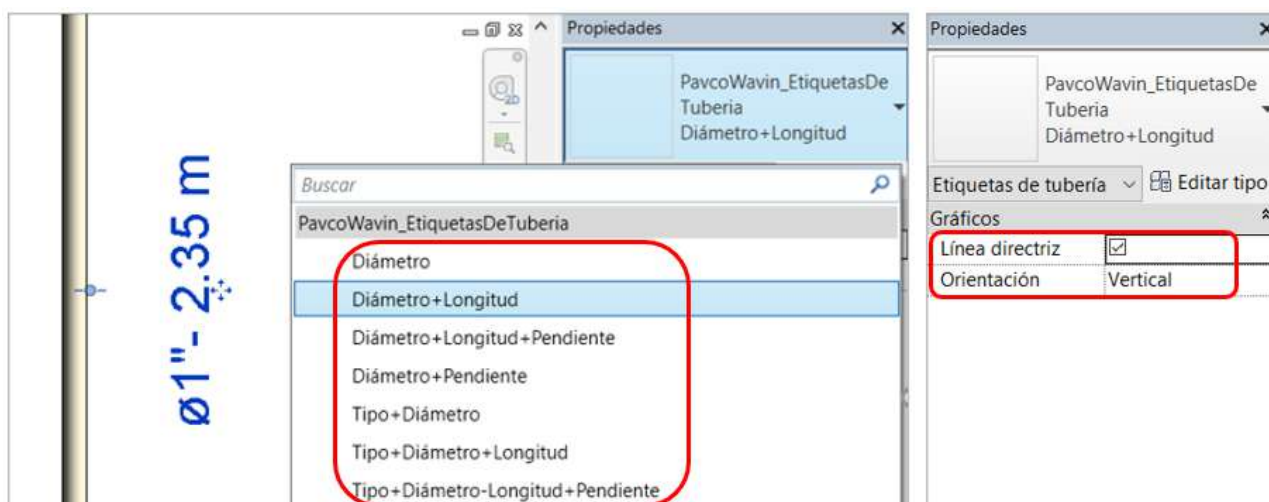 ø1"- 2.35 m
2D
Propiedades
PavcoWavin_EtiquetasDe
Tuberia
Diámetro+Longitud
Buscar
PavcoWavin_EtiquetasDeTuberia
Diámetro
Diámetro+Longitud
Diámetro+Longitud+Pendiente
Diámetro+Pendiente
Tipo+Diámetro
Tipo+Diámetro+Longitud
Tipo+Diámetro-Longitud+Pendiente
Propiedades
PavcoWavin_EtiquetasDe
Tuberia
Diámetro+Longitud
Etiquetas de tubería Editar tipo
Gráficos
Línea directriz
Orientación Vertical